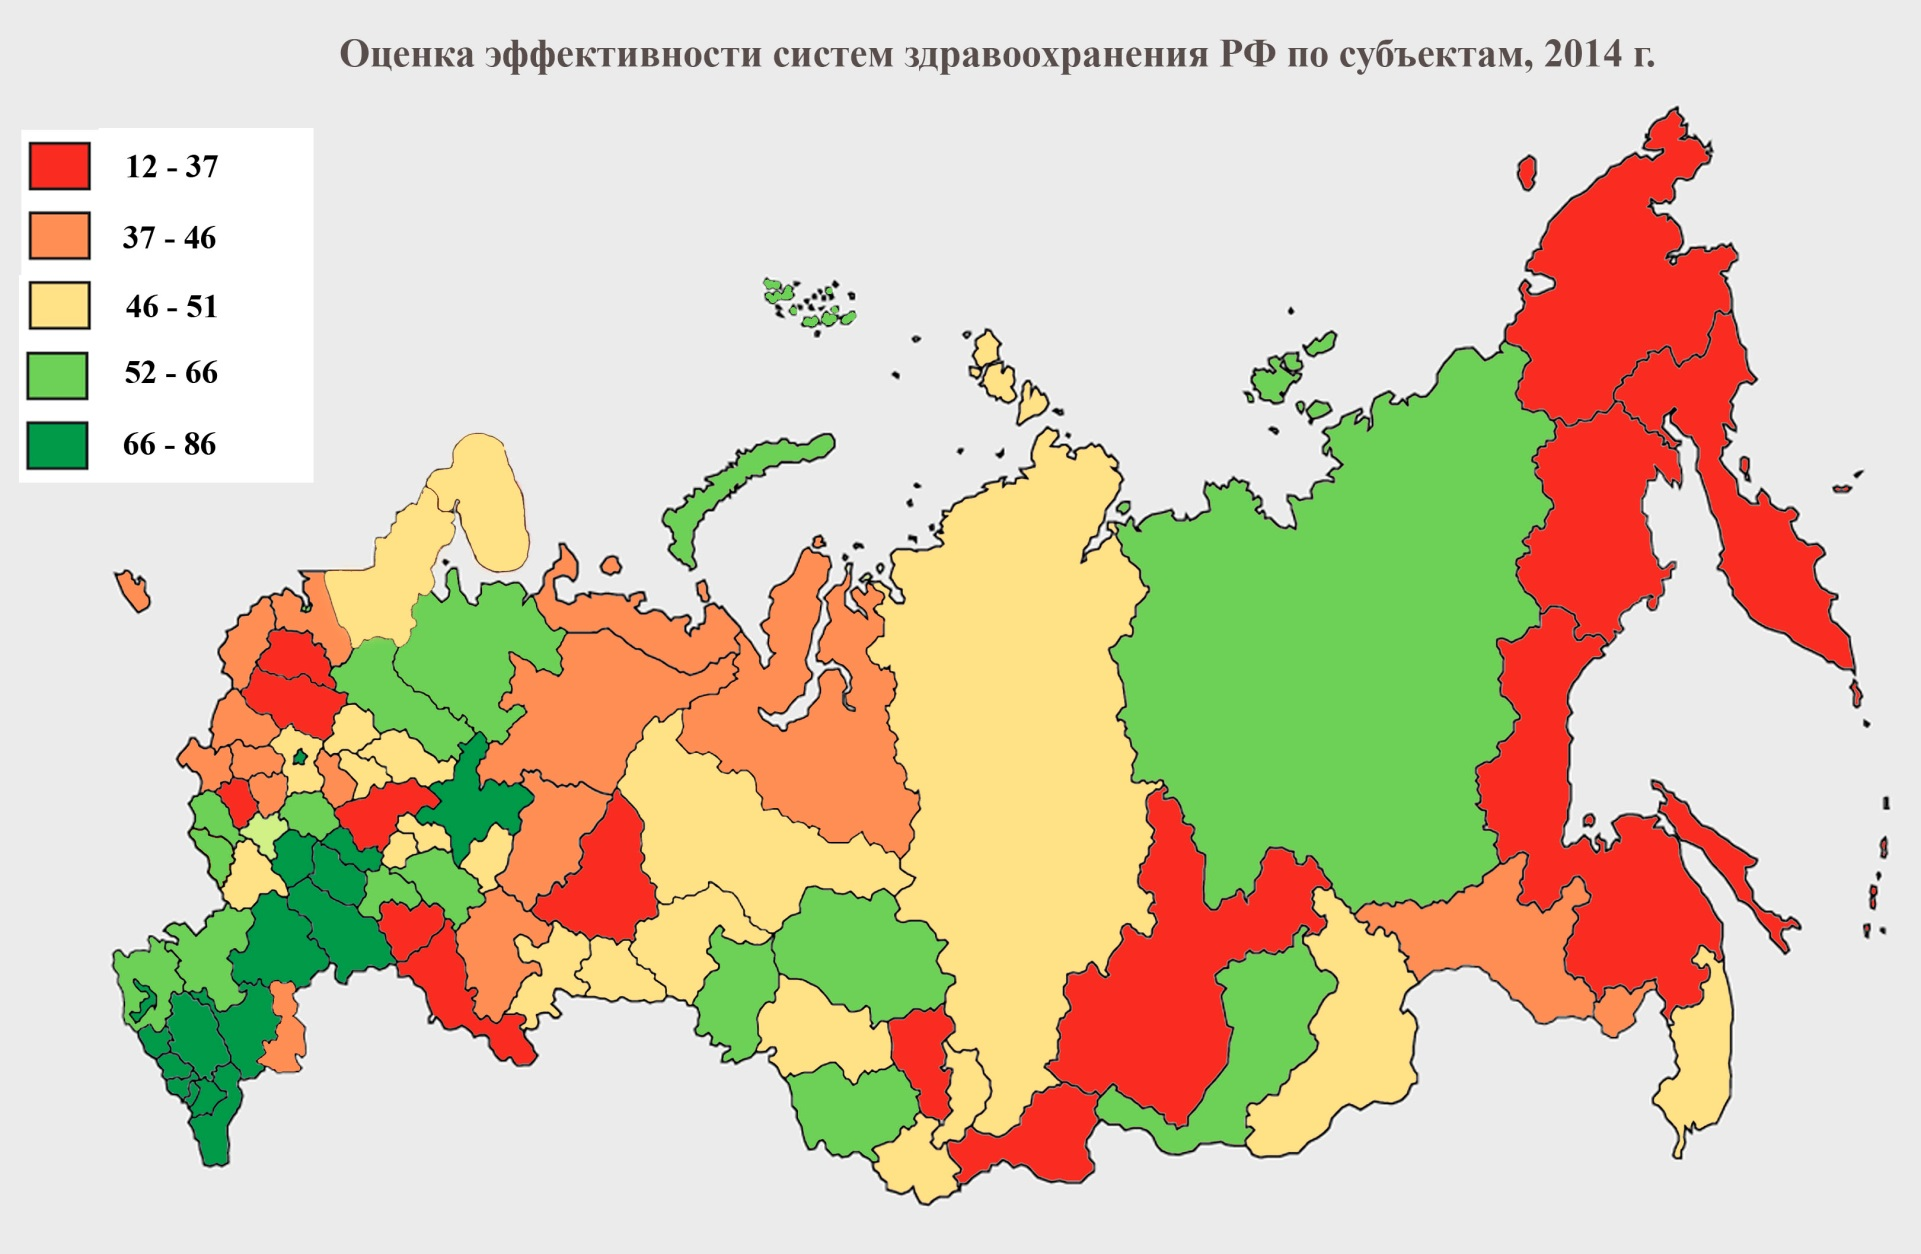 Оценка эффективности систем здравоохранения РФ по субъектам, 2014 г.
12 - 37
37 - 46
46 - 51
52 - 66
66 - 86